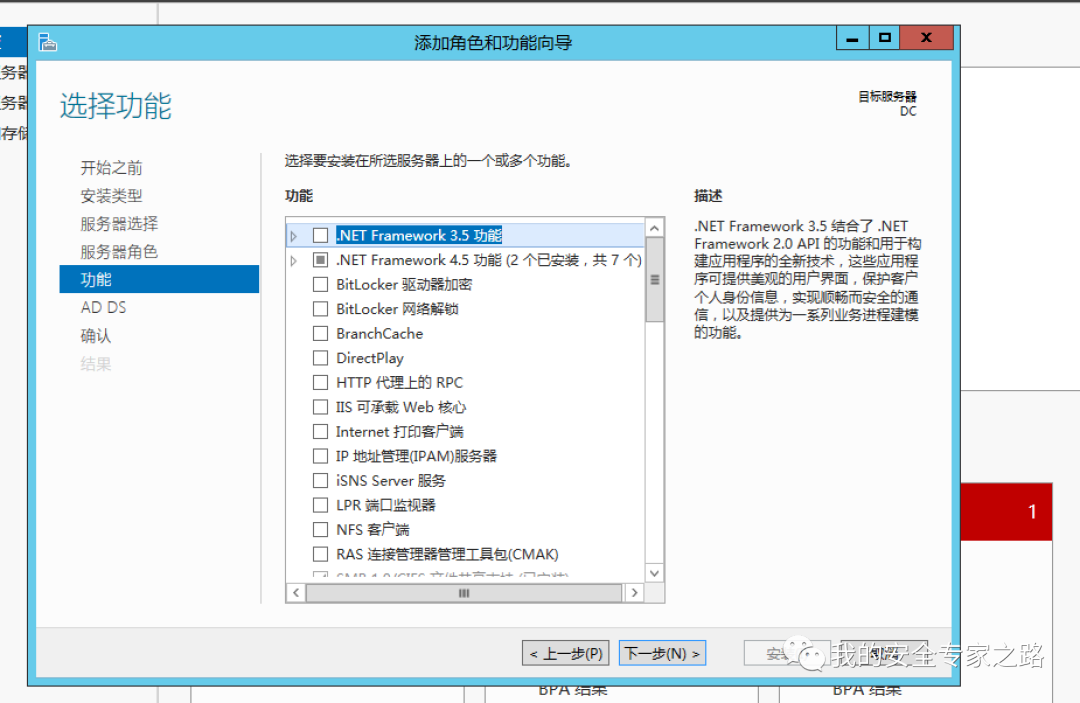 添加角色和功能向导
选择功能
目标服务器
DC
开始之前
安装类型
服务器选择
服务器角色
功能
AD DS
确认
结果
选择要安装在所选服务器上的一个或多个功能。
功能
.NET Framework 3.5 功能
.NET Framework 4.5 功能 (2 个已安装，共 7 个)
BitLocker 驱动器加密
BitLocker 网络解锁
BranchCache
DirectPlay
HTTP 代理上的 RPC
IIS 可承载 Web 核心
Internet 打印客户端
IP 地址管理(IPAM)服务器
iSNS Server 服务
LPR 端口监视器
NFS 客户端
RAS 连接管理器管理工具包(CMAK)
SMB 1.0/CIFS 文件共享支持 (已安装)
描述
.NET Framework 3.5 结合了 .NET
Framework 2.0 API 的功能和用于构
建应用程序的全新技术，这些应用程
序可提供美观的用户界面，保护客户
个人身份信息，实现顺畅而安全的通
信，以及提供为一系列业务进程建模
的功能。
< 上一步(P)
下一步(N) >
我的安全专家之路
务器
务器
存储
1
BPA 结果
BPA 结果